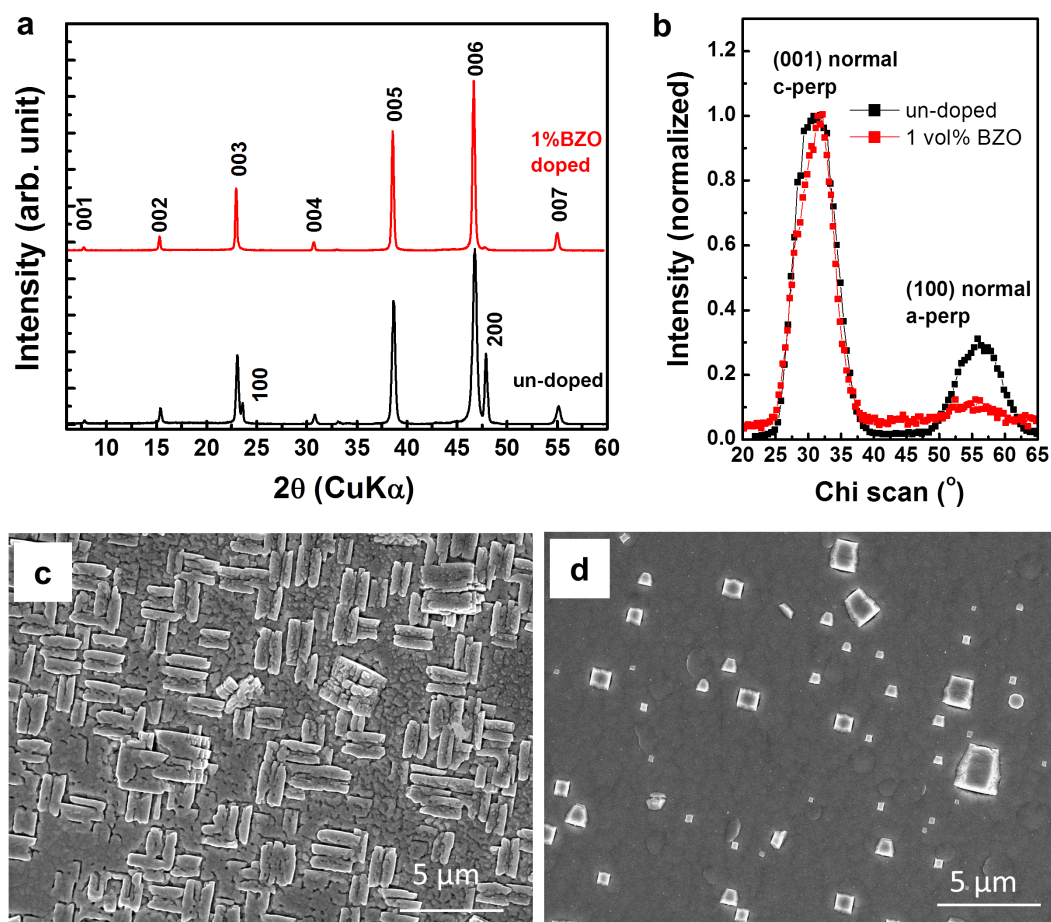 a
Intensity (arb. unit)
001
002
003
004
005
006
007
1%BZO
doped
100
200
un-doped
10 15 20 25 30 35 40 45 50 55 60
2θ (CuKα)
b
Intensity (normalized)
1.2
1.0
0.8
0.6
0.4
0.2
0.0
(001) normal
c-perp
un-doped
1 vol% BZO
(100) normal
a-perp
20 25 30 35 40 45 50 55 60 65
Chi scan (o)
c
5 µm
d
5 µm